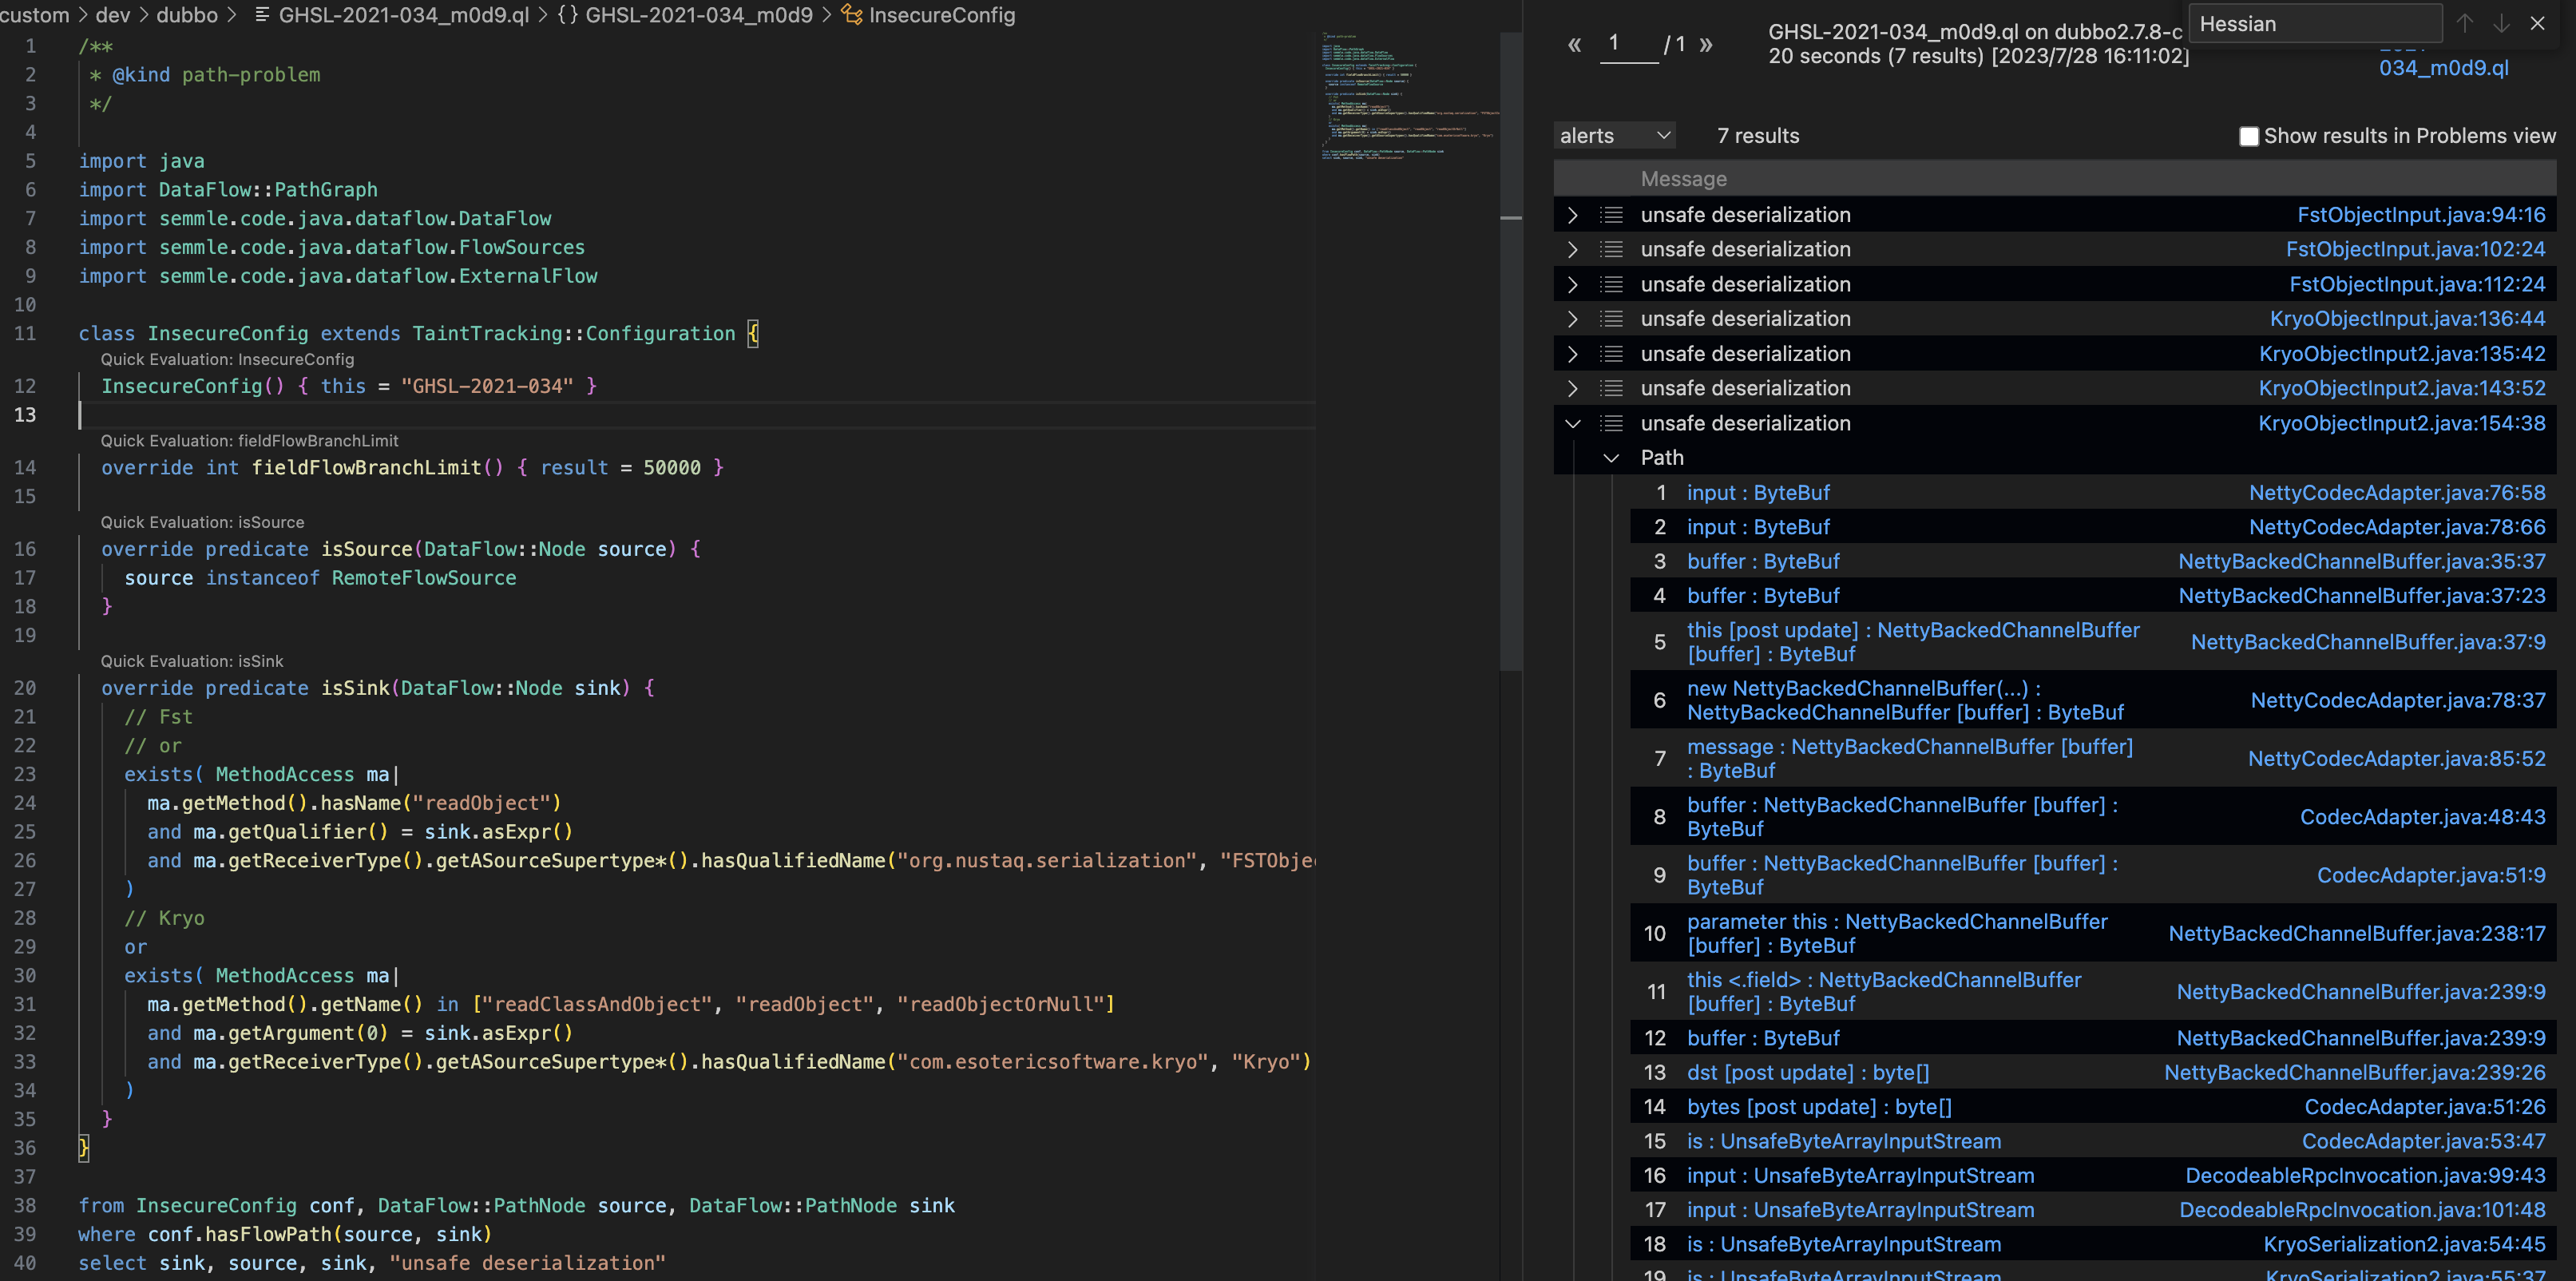 custom > dev > dubbo > GHSL-2021-034_m0d9.ql > {} GHSL-2021-034_m0d9 > InsecureConfig
1 /**
2 * @kind path-problem
3 */
4
5 import java
6 import DataFlow::PathGraph
7 import semmle.code.java.dataflow.DataFlow
8 import semmle.code.java.dataflow.FlowSources
9 import semmle.code.java.dataflow.ExternalFlow
10
11 class InsecureConfig extends TaintTracking::Configuration {
Quick Evaluation: InsecureConfig
12 InsecureConfig() { this = "GHSL-2021-034" }
13
Quick Evaluation: fieldFlowBranchLimit
14 override int fieldFlowBranchLimit() { result = 50000 }
15
Quick Evaluation: isSource
16 override predicate isSource(DataFlow::Node source) {
17 source instanceof RemoteFlowSource
18 }
19
Quick Evaluation: isSink
20 override predicate isSink(DataFlow::Node sink) {
21 // Fst
22 // or
23 exists( MethodAccess ma|
24 ma.getMethod().hasName("readObject")
25 and ma.getQualifier() = sink.asExpr()
26 and ma.getReceiverType().getASourceSupertype*().hasQualifiedName("org.nustaq.serialization", "FSTObje
27 )
28 // Kryo
29 or
30 exists( MethodAccess ma|
31 ma.getMethod().getName() in ["readClassAndObject", "readObject", "readObjectOrNull"]
32 and ma.getArgument(0) = sink.asExpr()
33 and ma.getReceiverType().getASourceSupertype*().hasQualifiedName("com.esotericsoftware.kryo", "Kryo")
34 )
35 }
36 }
37
38 from InsecureConfig conf, DataFlow::PathNode source, DataFlow::PathNode sink
39 where conf.hasFlowPath(source, sink)
40 select sink, source, sink, "unsafe deserialization"
« 1 / 1 »
GHSL-2021-034_m0d9.ql on dubbo2.7.8-c
20 seconds (7 results) [2023/7/28 16:11:02]
Hessian
034_m0d9.ql
alerts 7 results Show results in Problems view
Message
unsafe deserialization FstObjectInput.java:94:16
unsafe deserialization FstObjectInput.java:102:24
unsafe deserialization FstObjectInput.java:112:24
unsafe deserialization KryoObjectInput.java:136:44
unsafe deserialization KryoObjectInput2.java:135:42
unsafe deserialization KryoObjectInput2.java:143:52
unsafe deserialization KryoObjectInput2.java:154:38
Path
1 input : ByteBuf NettyCodecAdapter.java:76:58
2 input : ByteBuf NettyCodecAdapter.java:78:66
3 buffer : ByteBuf NettyBackedChannelBuffer.java:35:37
4 buffer : ByteBuf NettyBackedChannelBuffer.java:37:23
5 this [post update] : NettyBackedChannelBuffer
[buffer] : ByteBuf NettyBackedChannelBuffer.java:37:9
6 new NettyBackedChannelBuffer(...) :
NettyBackedChannelBuffer [buffer] : ByteBuf NettyCodecAdapter.java:78:37
7 message : NettyBackedChannelBuffer [buffer]
: ByteBuf NettyCodecAdapter.java:85:52
8 buffer : NettyBackedChannelBuffer [buffer] :
ByteBuf CodecAdapter.java:48:43
9 buffer : NettyBackedChannelBuffer [buffer] :
ByteBuf CodecAdapter.java:51:9
10 parameter this : NettyBackedChannelBuffer
[buffer] : ByteBuf NettyBackedChannelBuffer.java:238:17
11 this <.field> : NettyBackedChannelBuffer
[buffer] : ByteBuf NettyBackedChannelBuffer.java:239:9
12 buffer : ByteBuf NettyBackedChannelBuffer.java:239:9
13 dst [post update] : byte[] NettyBackedChannelBuffer.java:239:26
14 bytes [post update] : byte[] CodecAdapter.java:51:26
15 is : UnsafeByteArrayInputStream CodecAdapter.java:53:47
16 input : UnsafeByteArrayInputStream DecodeableRpcInvocation.java:99:43
17 input : UnsafeByteArrayInputStream DecodeableRpcInvocation.java:101:48
18 is : UnsafeByteArrayInputStream KryoSerialization2.java:54:45
19 is : UnsafeByteArrayInputStream KryoSerialization2.java:55:37